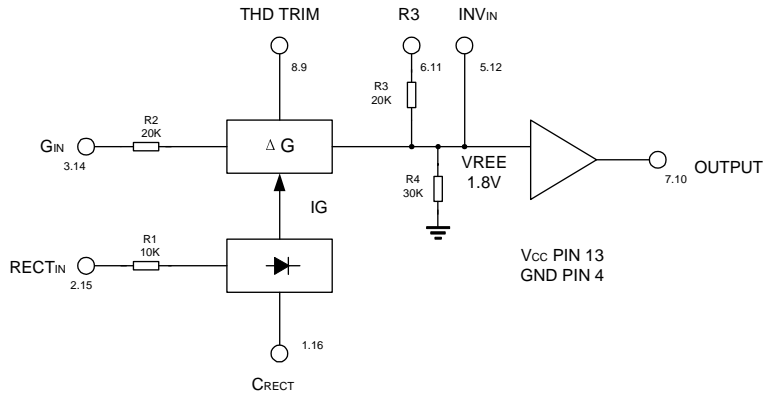 THD TRIM
R3
INVIN
8.9
6.11
5.12
R3
20K
R2
20K
GIN
3.14
Δ G
VREE
1.8V
R4
30K
OUTPUT
7.10
IG
R1
10K
RECTIN
2.15
VCC PIN 13
GND PIN 4
1.16
CRECT